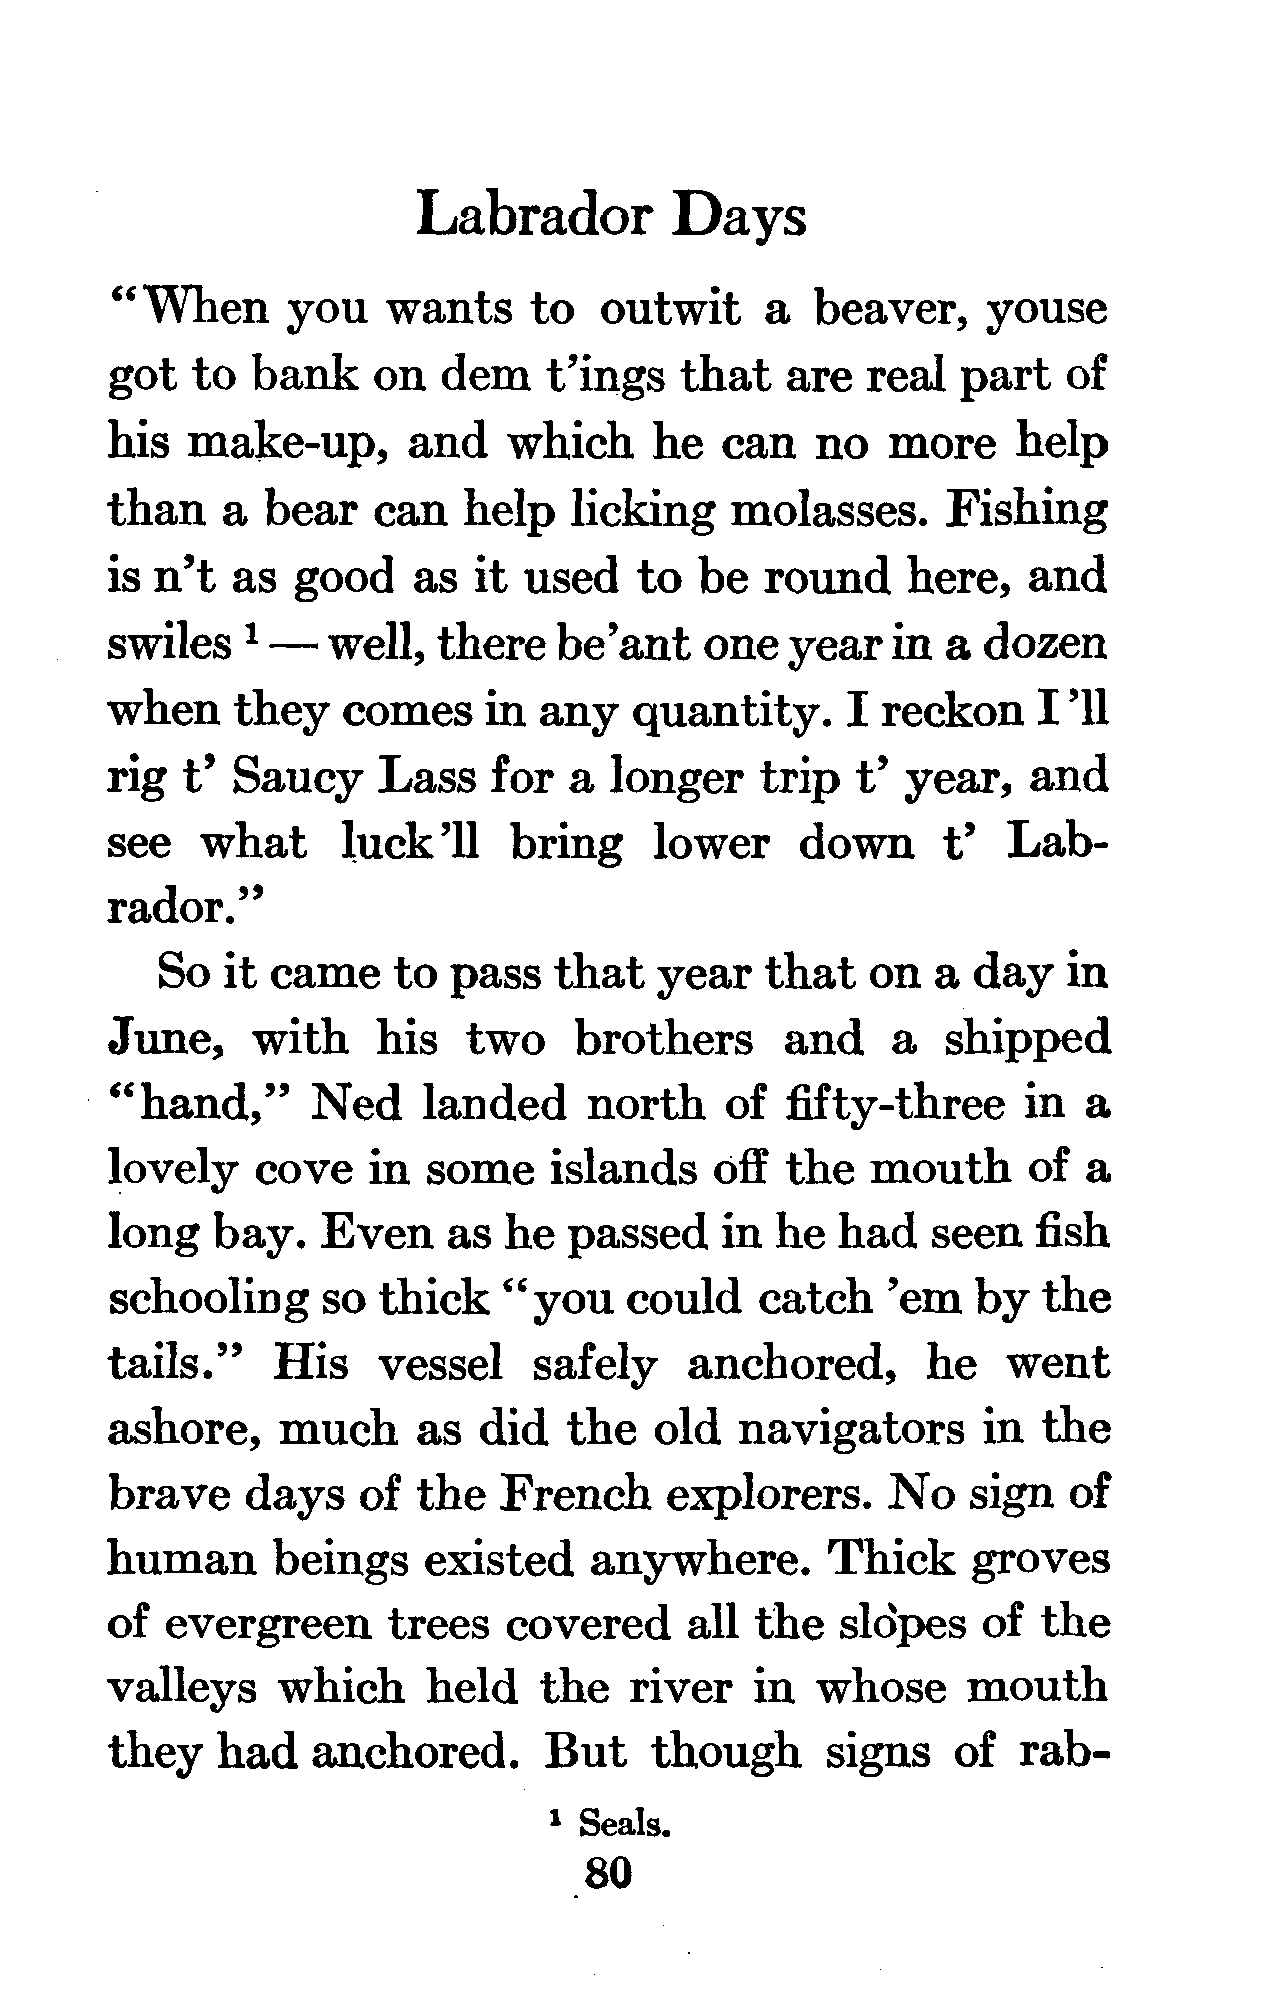 Labrador Days
“When you wants to outwit a beaver, youse
got to bank on dem t’ings that are real part of
his make-up, and which he can no more help
than a bear can help licking molasses. Fishing
is n’t as good as it used to be round here, and
swiles ¹ — well, there be’ant one year in a dozen
when they comes in any quantity. I reckon I ’ll
rig t’ Saucy Lass for a longer trip t’ year, and
see what luck ’ll bring lower down t’ Lab-
rador.”
So it came to pass that year that on a day in
June, with his two brothers and a shipped
“hand,” Ned landed north of fifty-three in a
lovely cove in some islands off the mouth of a
long bay. Even as he passed in he had seen fish
schooling so thick “you could catch ’em by the
tails.” His vessel safely anchored, he went
ashore, much as did the old navigators in the
brave days of the French explorers. No sign of
human beings existed anywhere. Thick groves
of evergreen trees covered all the slopes of the
valleys which held the river in whose mouth
they had anchored. But though signs of rab-
¹ Seals.
80